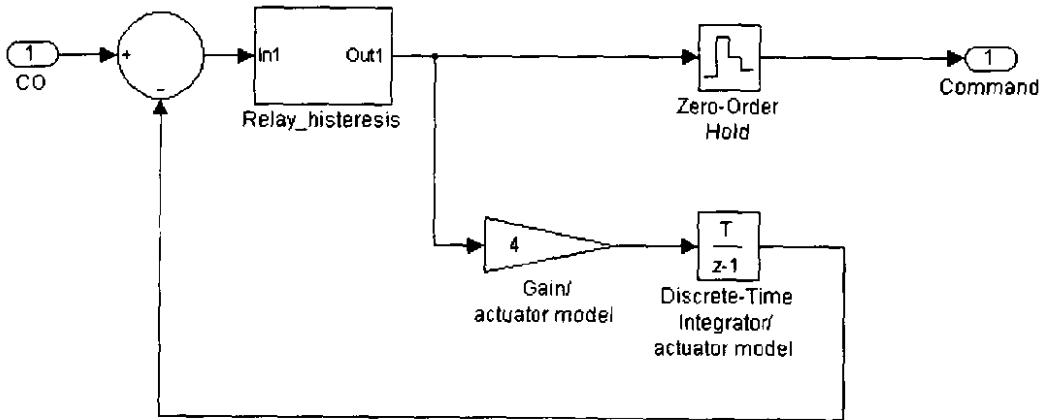 1
CO
+
-
In1
Out1
Relay_histeresis
Zero-Order
Hold
1
Command
4
Gain/
actuator model
T
z-1
Discrete-Time
Integrator/
actuator model